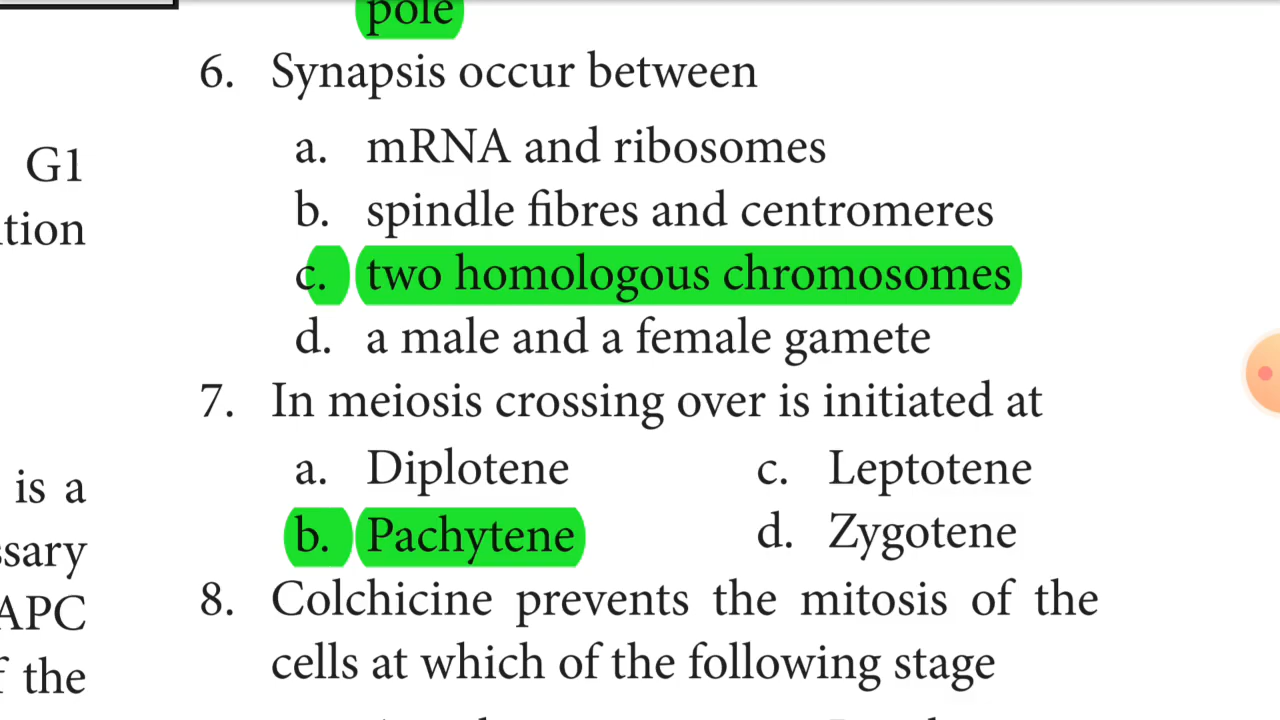 pole
6. Synapsis occur between
a. mRNA and ribosomes
b. spindle fibres and centromeres
c. two homologous chromosomes
d. a male and a female gamete
7. In meiosis crossing over is initiated at
a. Diplotene c. Leptotene
b. Pachytene d. Zygotene
8. Colchicine prevents the mitosis of the
cells at which of the following stage
G1
is a
APC
the